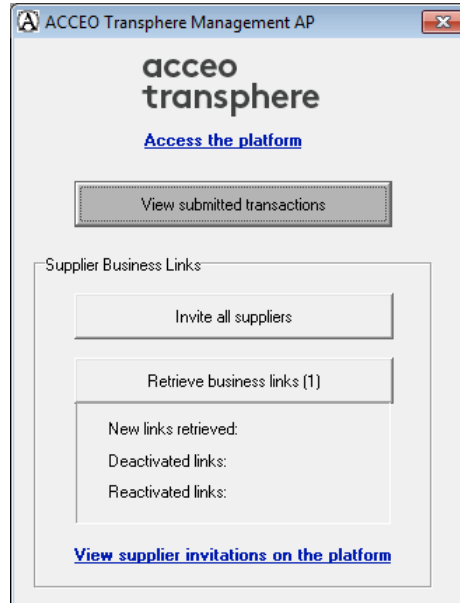 ACCEO Transphere Management AP
acceo
transphere
Access the platform
View submitted transactions
Supplier Business Links
Invite all suppliers
Retrieve business links (1)
New links retrieved:
Deactivated links:
Reactivated links:
View supplier invitations on the platform